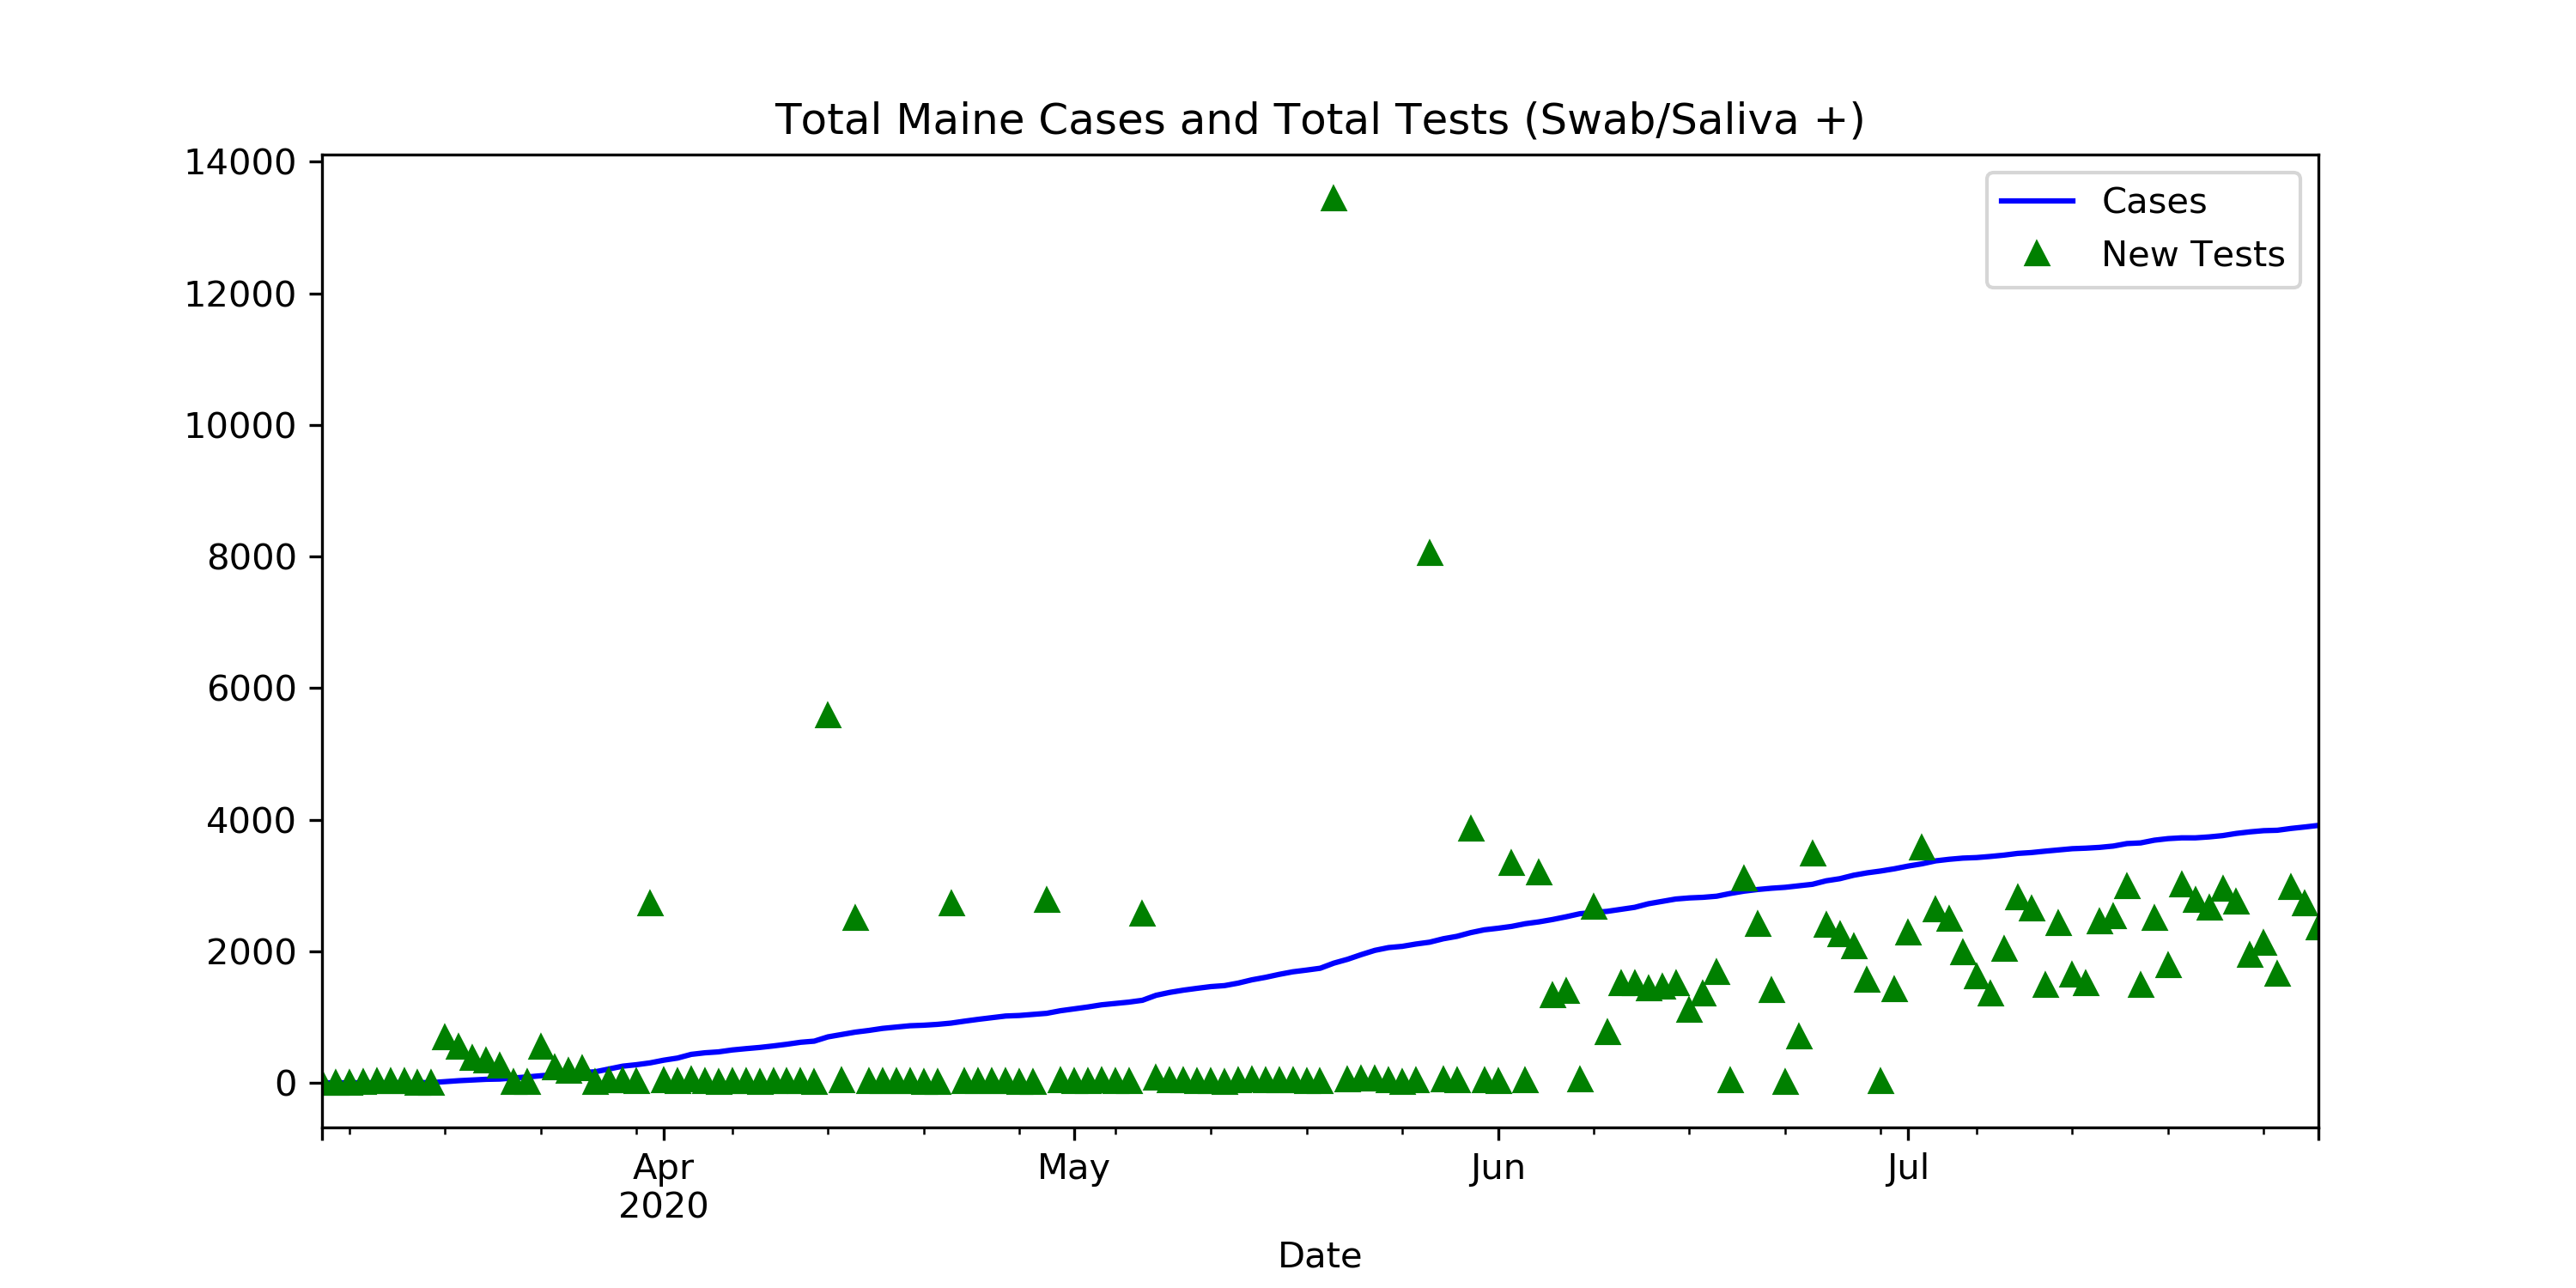 Total Maine Cases and Total Tests (Swab/Saliva +)
14000
12000
10000
8000
6000
4000
2000
0
Cases
New Tests
Apr
2020
May
Jun
Jul
Date